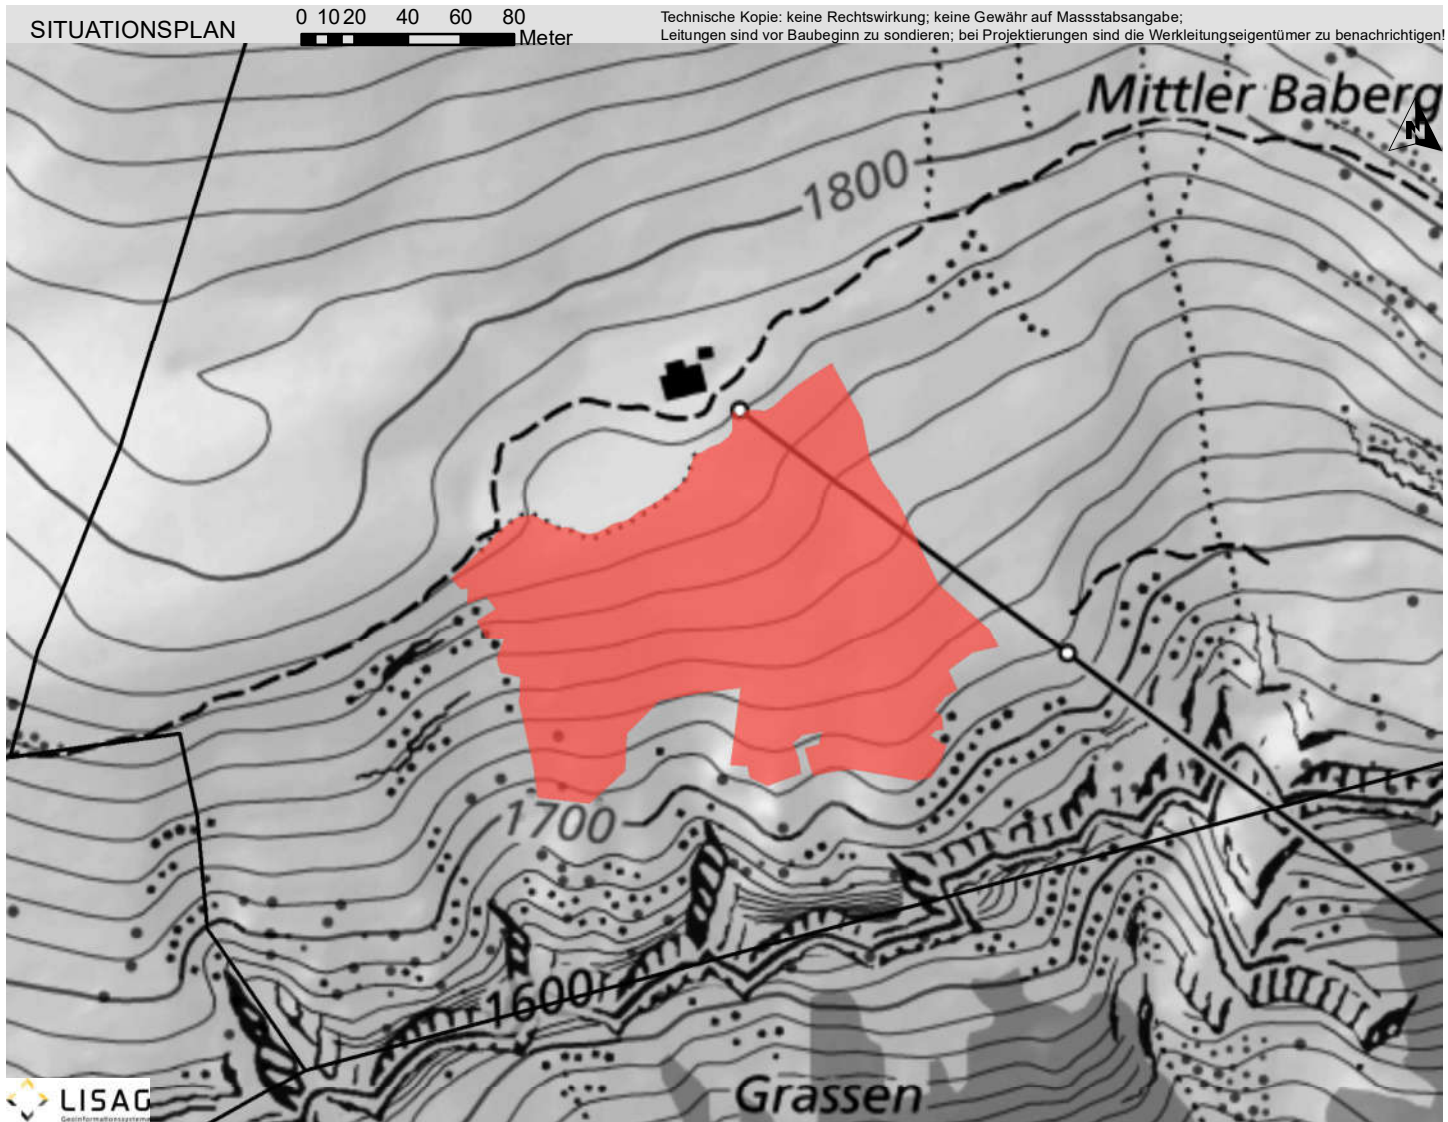 SITUATIONSPLAN
0 10 20 40 60 80
Meter
Technische Kopie: keine Rechtswirkung; keine Gewähr auf Massstabsangabe;
Leitungen sind vor Baubeginn zu sondieren; bei Projektierungen sind die Werkleitungseigentümer zu benachrichtigen!
Mittler Baberg
N
1800
1700
1600
Grassen
LISAG
Geoinformationssysteme